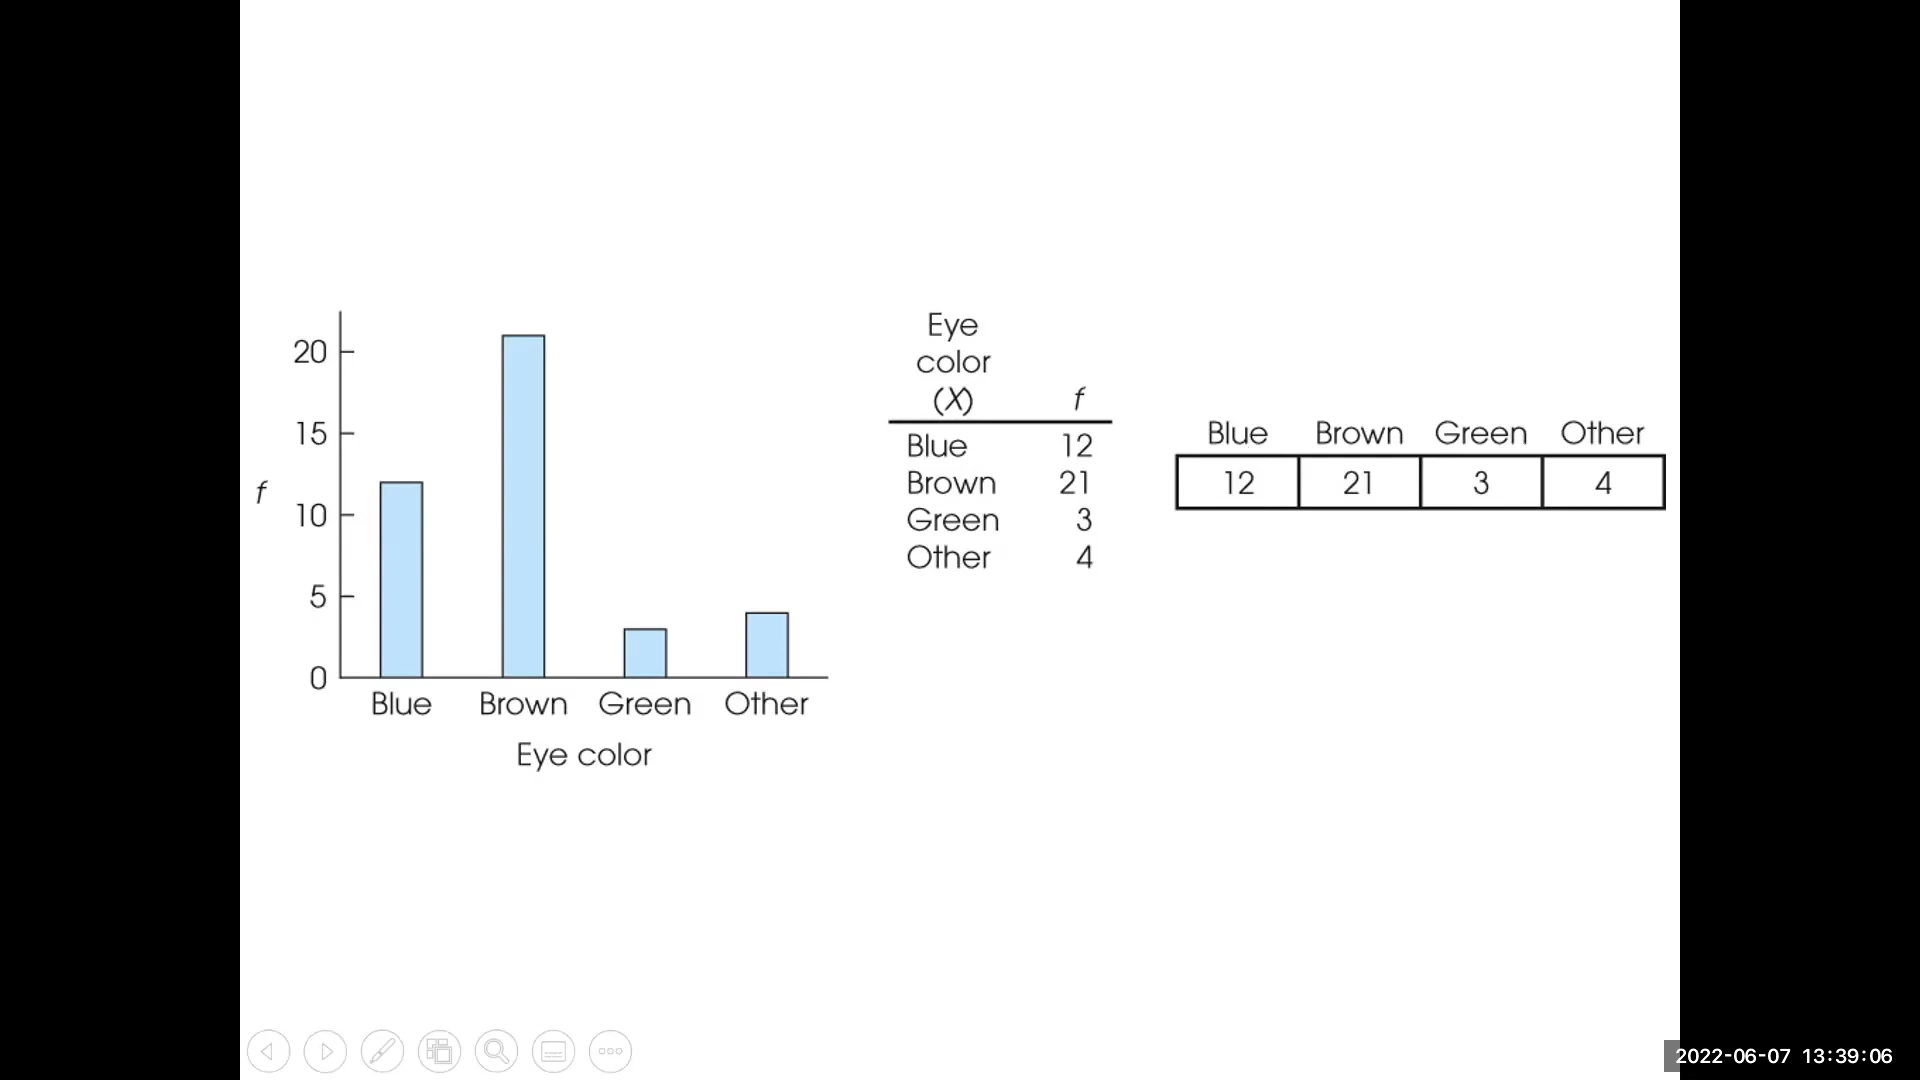 20
15
f
10
5
0
Blue Brown Green Other
Eye color
Eye
color
(X) f
Blue 12
Brown 21
Green 3
Other 4
Blue Brown Green Other
12 21 3 4
2022-06-07 13:39:06